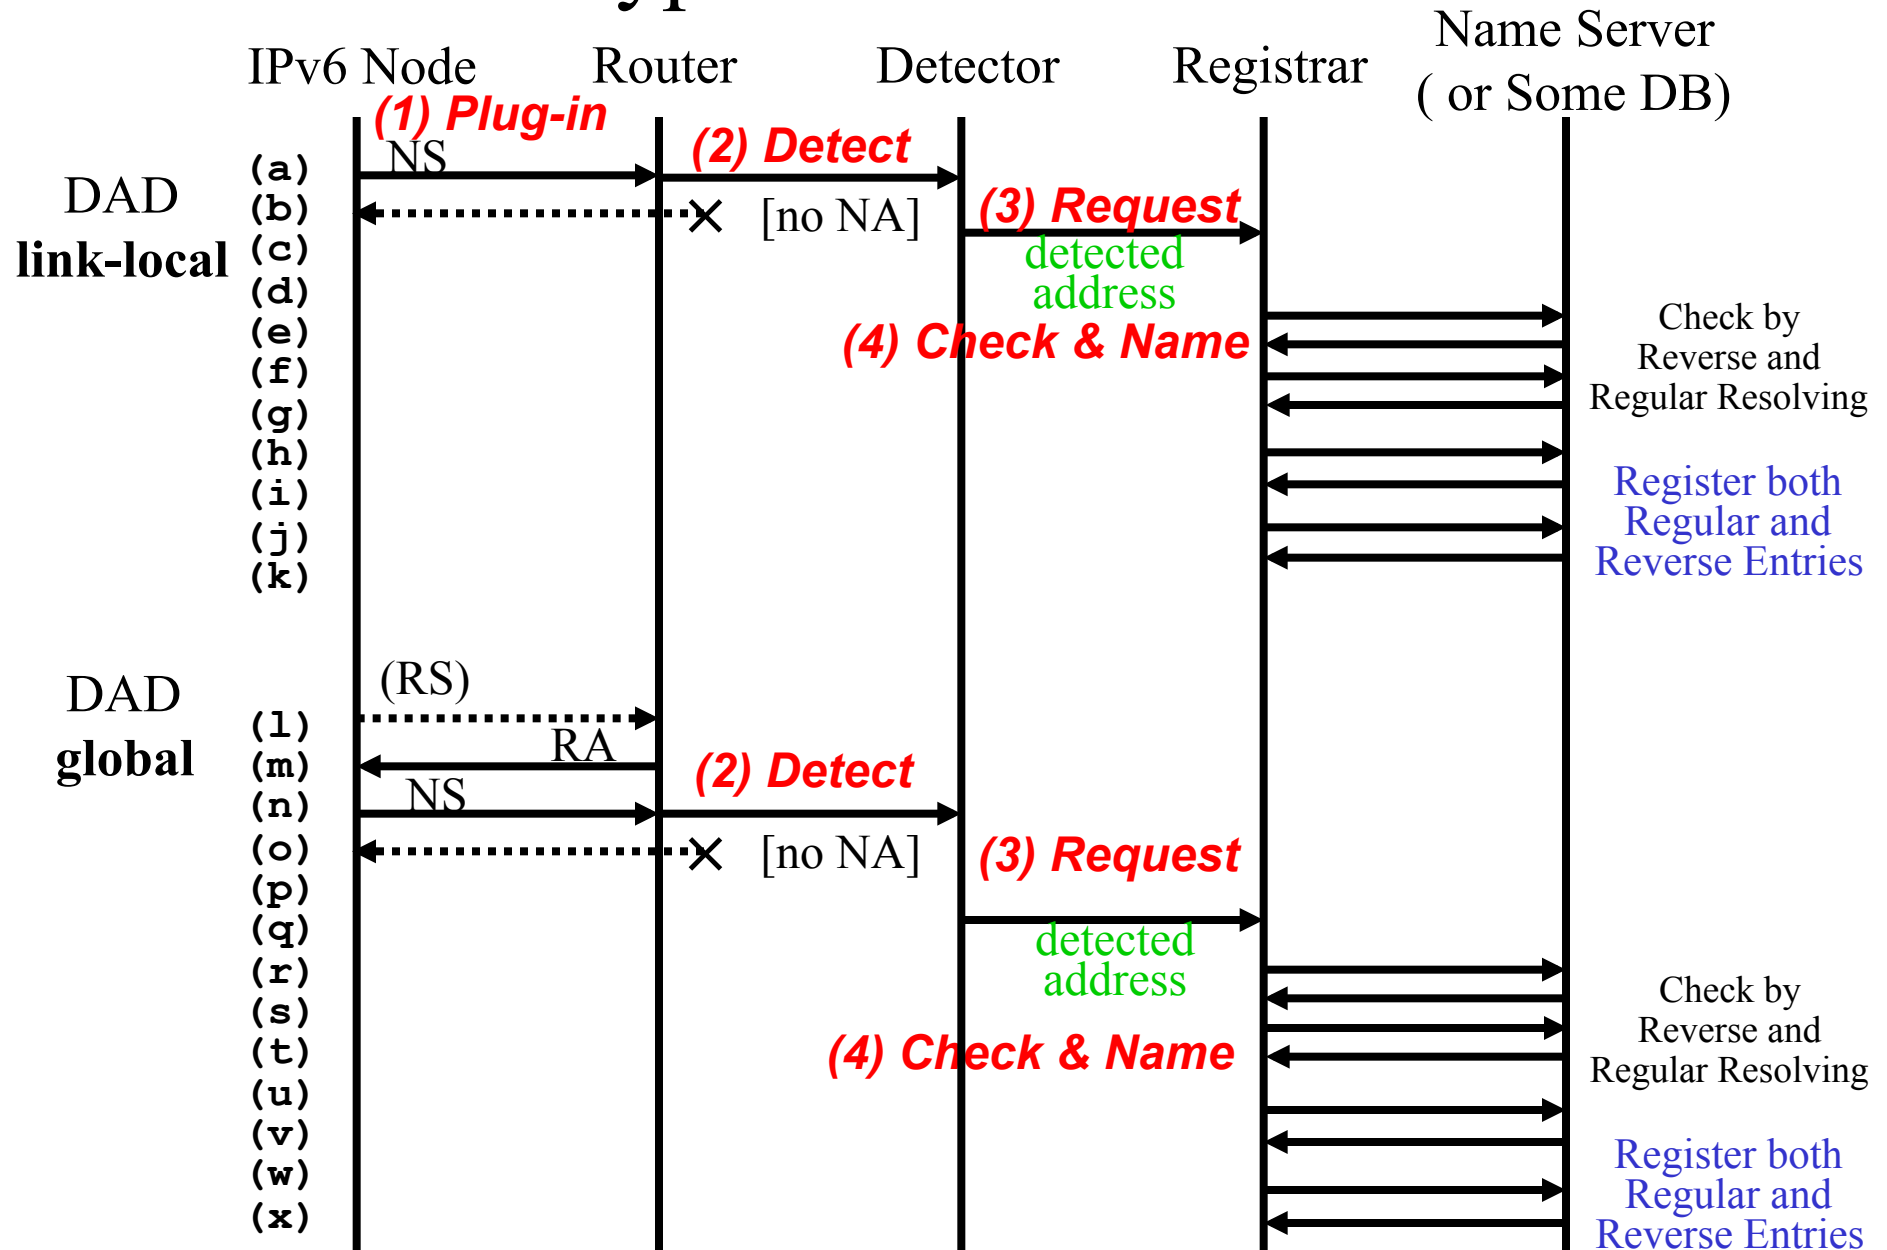 IPv6 Node
Router
Detector
Registrar
Name Server
( or Some DB)
(1) Plug-in
NS
(2) Detect
DAD
link-local
(a)
(b)
(c)
(d)
(e)
(f)
(g)
(h)
(i)
(j)
(k)
[no NA]
(3) Request
detected
address
(4) Check & Name
Check by
Reverse and
Regular Resolving
Register both
Regular and
Reverse Entries
DAD
global
(RS)
RA
NS
(l)
(m)
(n)
(o)
(p)
(q)
(r)
(s)
(t)
(u)
(v)
(w)
(x)
(2) Detect
[no NA]
(3) Request
detected
address
(4) Check & Name
Check by
Reverse and
Regular Resolving
Register both
Regular and
Reverse Entries